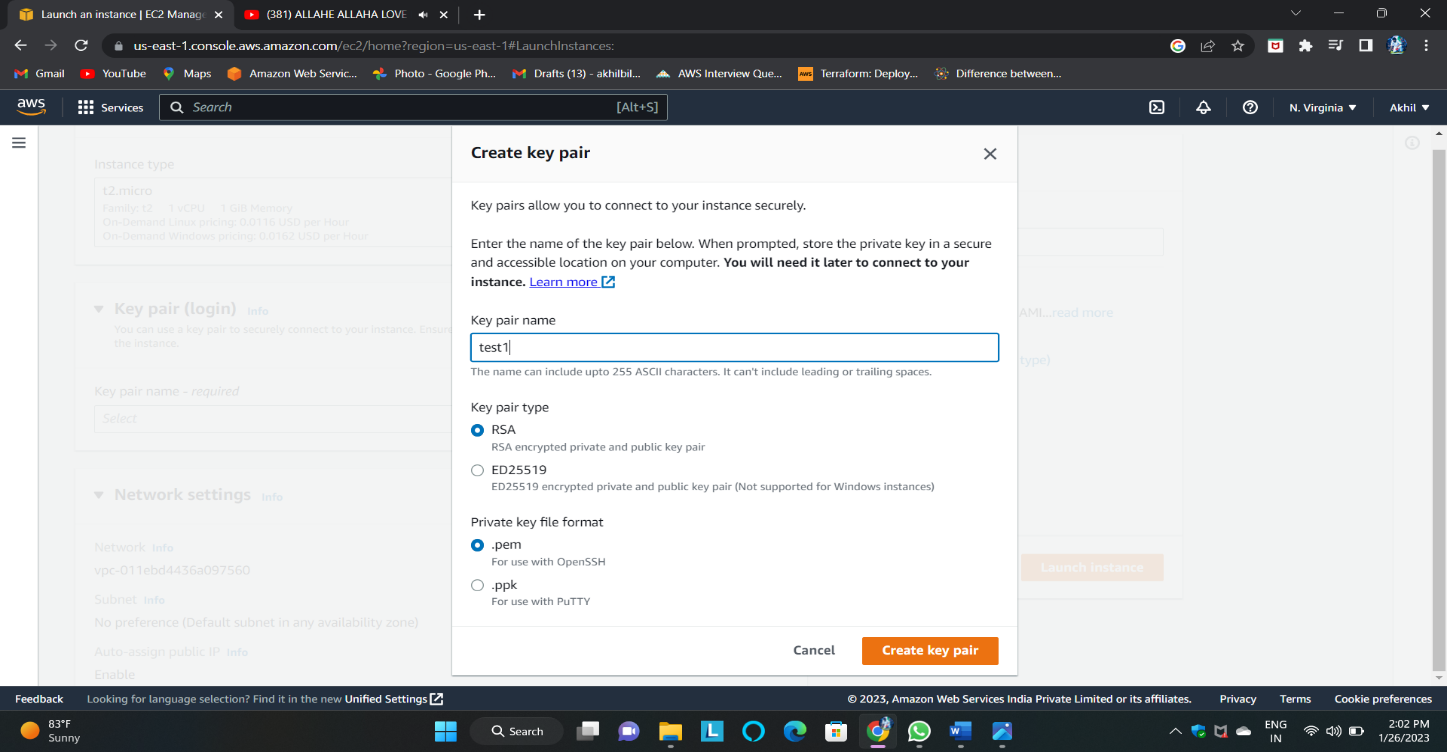 Launch an instance | EC2 Manage
(381) ALLAHE ALLAHA LOVE
us-east-1.console.aws.amazon.com/ec2/home?region=us-east-1#LaunchInstances:
Gmail
YouTube
Maps
Amazon Web Servic...
Photo - Google Ph...
Drafts (13) - akhilbil...
AWS Interview Que...
aws
Terraform: Deploy...
Difference between...
aws
Services
Search
[Alt+S]
N. Virginia
Akhil
Create key pair
Instance type
t2.micro
Family: t2 1 vCPU 1 GiB Memory
On-Demand Linux pricing: 0.0116 USD per Hour
On-Demand Windows pricing: 0.0162 USD per Hour
Key pairs allow you to connect to your instance securely.
Enter the name of the key pair below. When prompted, store the private key in a secure
and accessible location on your computer. You will need it later to connect to your
instance. Learn more
Key pair (login) Info
You can use a key pair to securely connect to your instance. Ensure
the instance.
AMI...read more
Key pair name
test1
The name can include upto 255 ASCII characters. It can't include leading or trailing spaces.
type)
Key pair name - required
Select
Key pair type
RSA
RSA encrypted private and public key pair
ED25519
ED25519 encrypted private and public key pair (Not supported for Windows instances)
Network settings Info
Private key file format
.pem
For use with OpenSSH
.ppk
For use with PuTTY
Network Info
vpc-011ebd4436a097560
Launch instance
Subnet Info
No preference (Default subnet in any availability zone)
Auto-assign public IP Info
Enable
Cancel
Create key pair
Feedback
Looking for language selection? Find it in the new Unified Settings
© 2023, Amazon Web Services India Private Limited or its affiliates.
Privacy
Terms
Cookie preferences
83°F
Sunny
Search
L
W
ENG
IN
2:02 PM
1/26/2023